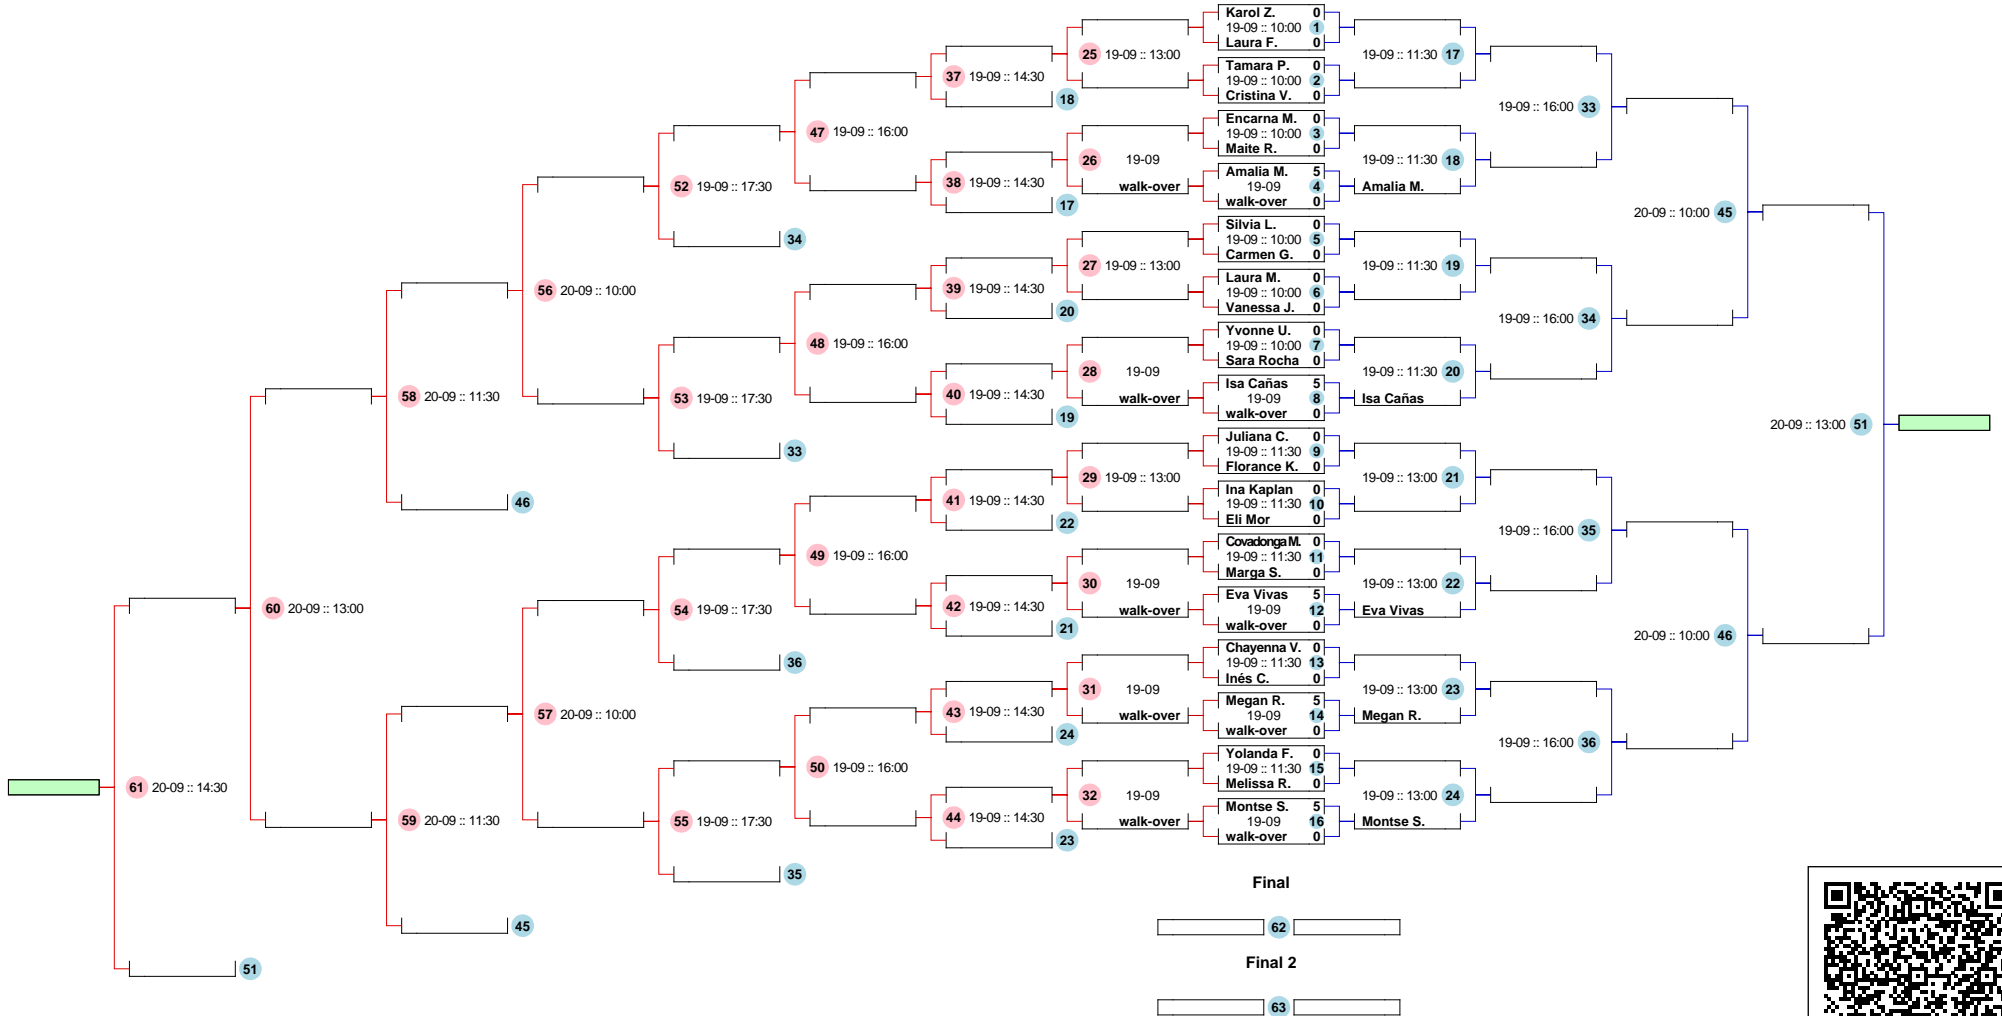 Karol Z. 0
19-09 :: 10:00 1
Laura F. 0
Tamara P. 0
19-09 :: 10:00 2
Cristina V. 0
Encarna M. 0
19-09 :: 10:00 3
Maite R. 0
Amalia M. 5
19-09 4
walk-over 0
Silvia L. 0
19-09 :: 10:00 5
Carmen G. 0
Laura M. 0
19-09 :: 10:00 6
Vanessa J. 0
Yvonne U. 0
19-09 :: 10:00 7
Sara Rocha 0
Isa Cañas 5
19-09 8
walk-over 0
Juliana C. 0
19-09 :: 11:30 9
Florance K. 0
Ina Kaplan 0
19-09 :: 11:30 10
Eli Mor 0
Covadonga M. 0
19-09 :: 11:30 11
Marga S. 0
Eva Vivas 5
19-09 12
walk-over 0
Chayenna V. 0
19-09 :: 11:30 13
Inés C. 0
Megan R. 5
19-09 14
walk-over 0
Yolanda F. 0
19-09 :: 11:30 15
Melissa R. 0
Montse S. 5
19-09 16
walk-over 0
19-09 :: 11:30 17
19-09 :: 11:30 18
Amalia M.
19-09 :: 11:30 19
19-09 :: 11:30 20
Isa Cañas
19-09 :: 13:00 21
19-09 :: 13:00 22
Eva Vivas
19-09 :: 13:00 23
Megan R.
19-09 :: 13:00 24
Montse S.
19-09 :: 16:00 33
19-09 :: 16:00 34
19-09 :: 16:00 35
19-09 :: 16:00 36
20-09 :: 10:00 45
20-09 :: 10:00 46
20-09 :: 13:00 51
25 19-09 :: 13:00
26 19-09
walk-over
27 19-09 :: 13:00
28 19-09
walk-over
29 19-09 :: 13:00
30 19-09
walk-over
31 19-09
walk-over
32 19-09
walk-over
37 19-09 :: 14:30
18
38 19-09 :: 14:30
17
39 19-09 :: 14:30
20
40 19-09 :: 14:30
19
41 19-09 :: 14:30
22
42 19-09 :: 14:30
21
43 19-09 :: 14:30
24
44 19-09 :: 14:30
23
47 19-09 :: 16:00
48 19-09 :: 16:00
49 19-09 :: 16:00
50 19-09 :: 16:00
52 19-09 :: 17:30
34
53 19-09 :: 17:30
33
54 19-09 :: 17:30
36
55 19-09 :: 17:30
35
56 20-09 :: 10:00
57 20-09 :: 10:00
58 20-09 :: 11:30
46
59 20-09 :: 11:30
45
60 20-09 :: 13:00
61 20-09 :: 14:30
51
Final
62
Final 2
63